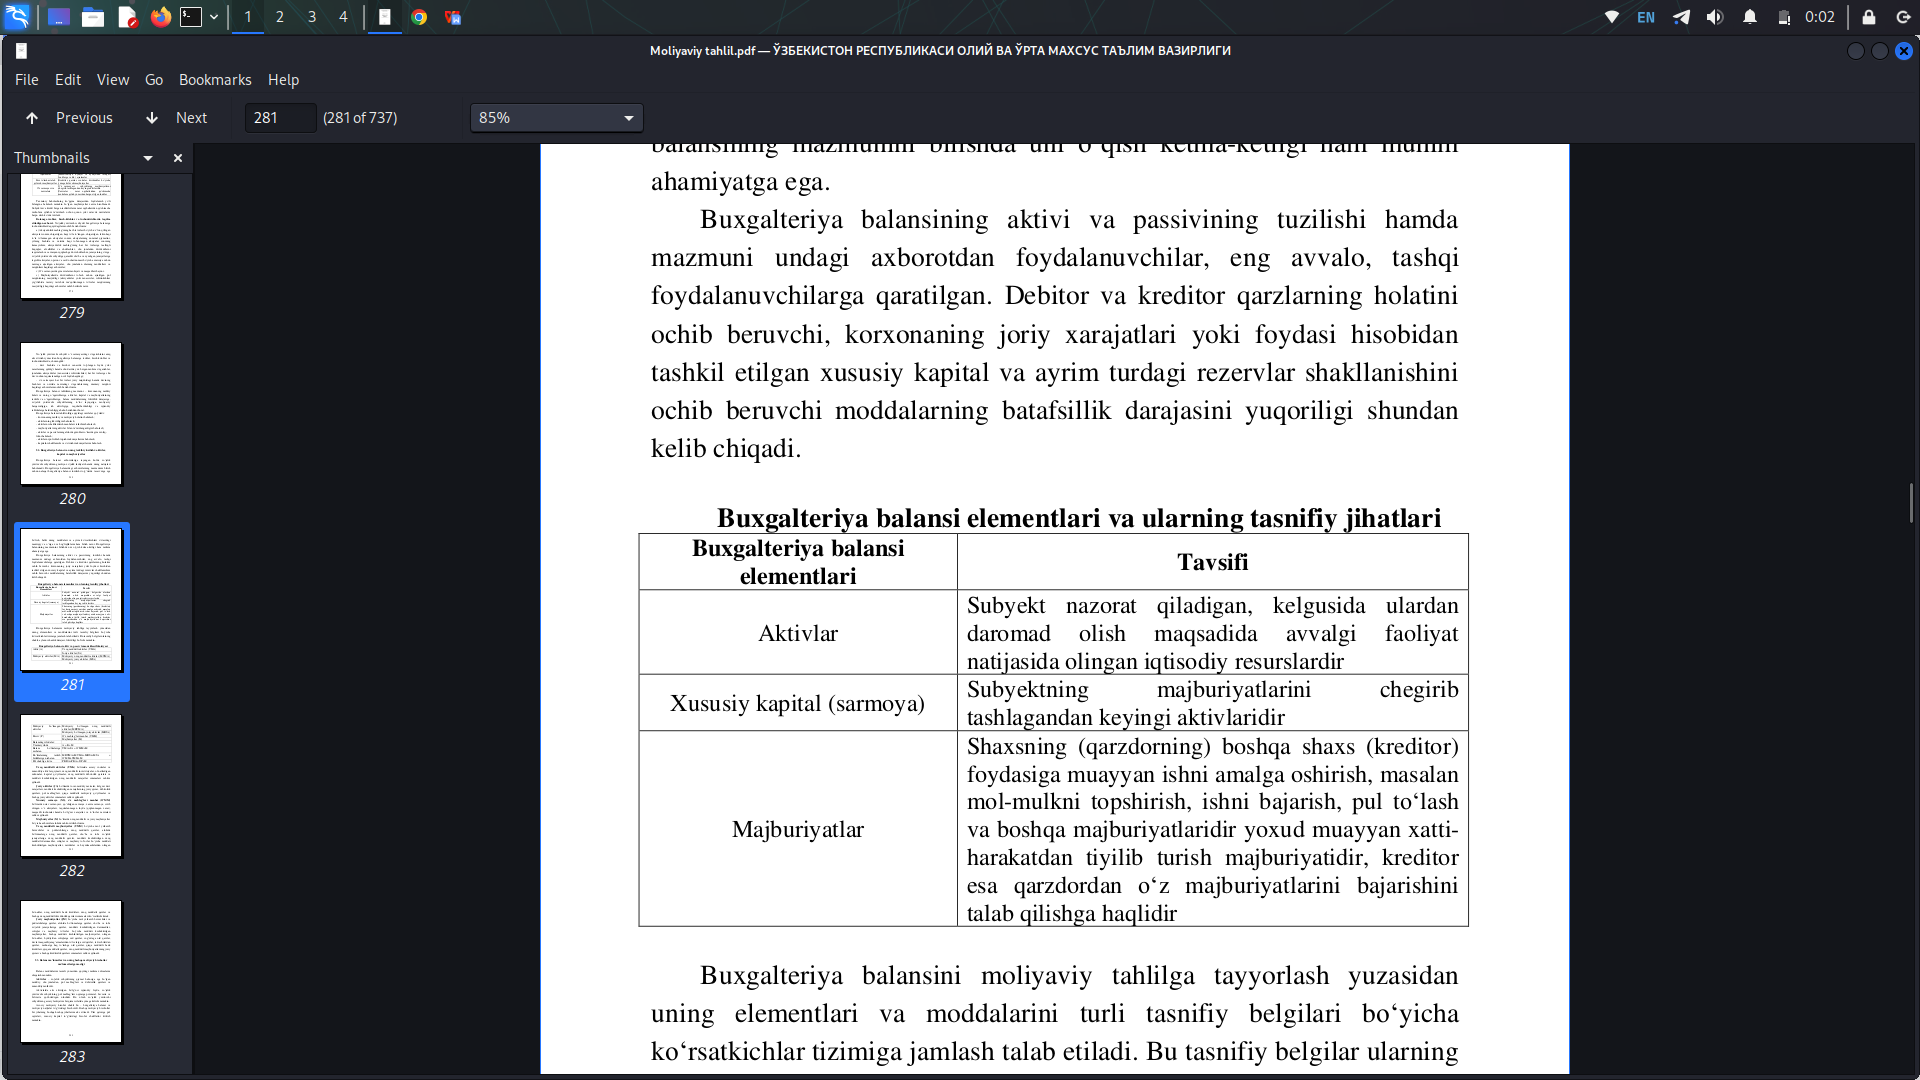 1
2
3
4
EN
0:02
Moliyaviy tahlil.pdf — ЎЗБЕКИСТОН РЕСПУБЛИКАСИ ОЛИЙ ВА ЎРТА МАХСУС ТАЪЛИМ ВАЗИРЛИГИ
File Edit View Go Bookmarks Help
Previous Next 281 (281 of 737) 85%
Thumbnails
279
280
281
282
283
ahamiyatga ega.
Buxgalteriya balansining aktivi va passivining tuzilishi hamda
mazmuni undagi axborotdan foydalanuvchilar, eng avvalo, tashqi
foydalanuvchilarga qaratilgan. Debitor va kreditor qarzlarning holatini
ochib beruvchi, korxonaning joriy xarajatlari yoki foydasi hisobidan
tashkil etilgan xususiy kapital va ayrim turdagi rezervlar shakllanishini
ochib beruvchi moddalarning batafsillik darajasini yuqoriligi shundan
kelib chiqadi.
Buxgalteriya balansi elementlari va ularning tasnifiy jihatlari
Buxgalteriya balansi
elementlari
Tavsifi
Aktivlar
Subyekt nazorat qiladigan, kelgusida ulardan
daromad olish maqsadida avvalgi faoliyat
natijasida olingan iqtisodiy resurslardir
Xususiy kapital (sarmoya)
Subyektning majburiyatlarini chegirib
tashlagandan keyingi aktivlaridir
Majburiyatlar
Shaxsning (qarzdorning) boshqa shaxs (kreditor)
foydasiga muayyan ishni amalga oshirish, masalan
mol-mulkni topshirish, ishni bajarish, pul to‘lash
va boshqa majburiyatlaridir yoxud muayyan xatti-
harakatdan tiyilib turish majburiyatidir, kreditor
esa qarzdordan o‘z majburiyatlarini bajarishini
talab qilishga haqlidir
Buxgalteriya balansini moliyaviy tahlilga tayyorlash yuzasidan
uning elementlari va moddalarini turli tasnifiy belgilari bo‘yicha
ko‘rsatkichlar tizimiga jamlash talab etiladi. Bu tasnifiy belgilar ularning